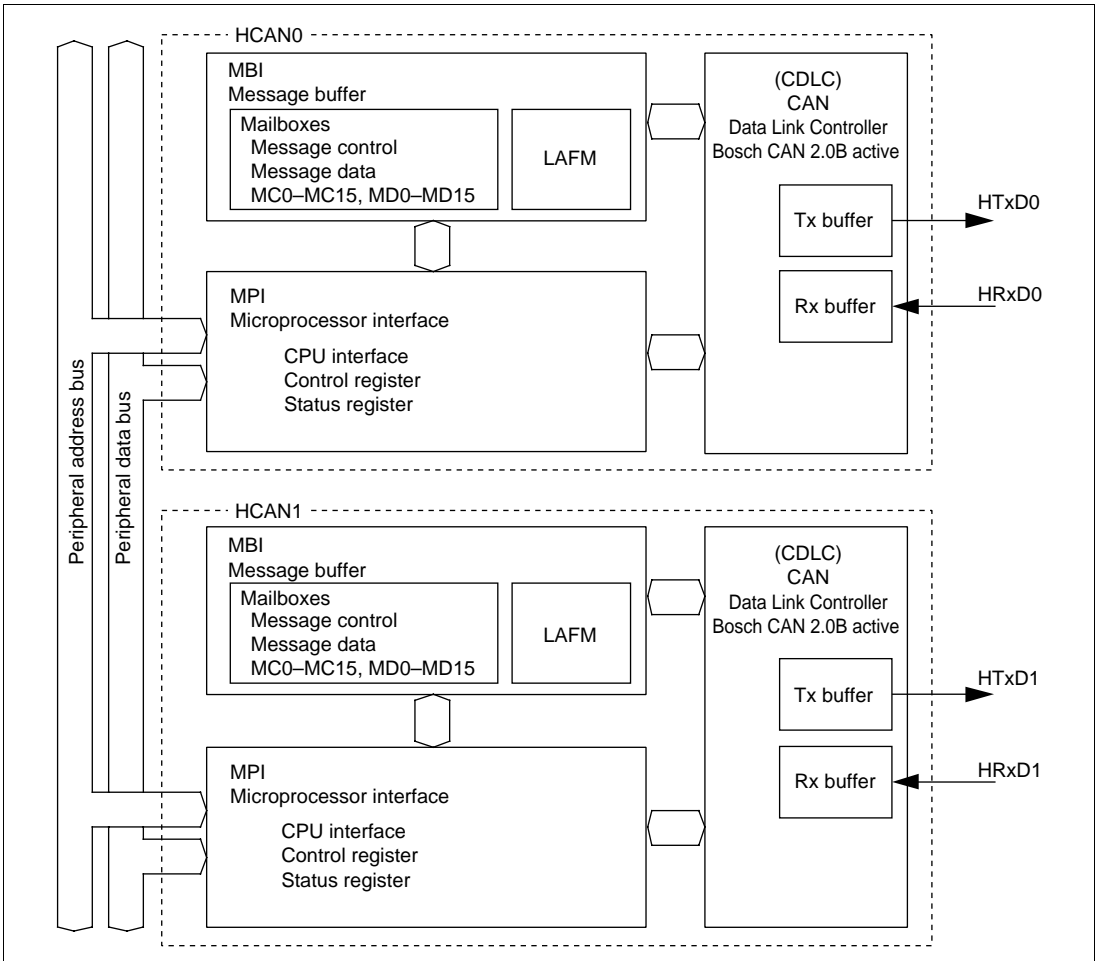 Peripheral address bus
Peripheral data bus
HCAN0
MBI
Message buffer
Mailboxes
Message control
Message data
MC0–MC15, MD0–MD15
LAFM
(CDLC)
CAN
Data Link Controller
Bosch CAN 2.0B active
Tx buffer
HTxD0
Rx buffer
HRxD0
MPI
Microprocessor interface
CPU interface
Control register
Status register
HCAN1
MBI
Message buffer
Mailboxes
Message control
Message data
MC0–MC15, MD0–MD15
LAFM
(CDLC)
CAN
Data Link Controller
Bosch CAN 2.0B active
Tx buffer
HTxD1
Rx buffer
HRxD1
MPI
Microprocessor interface
CPU interface
Control register
Status register